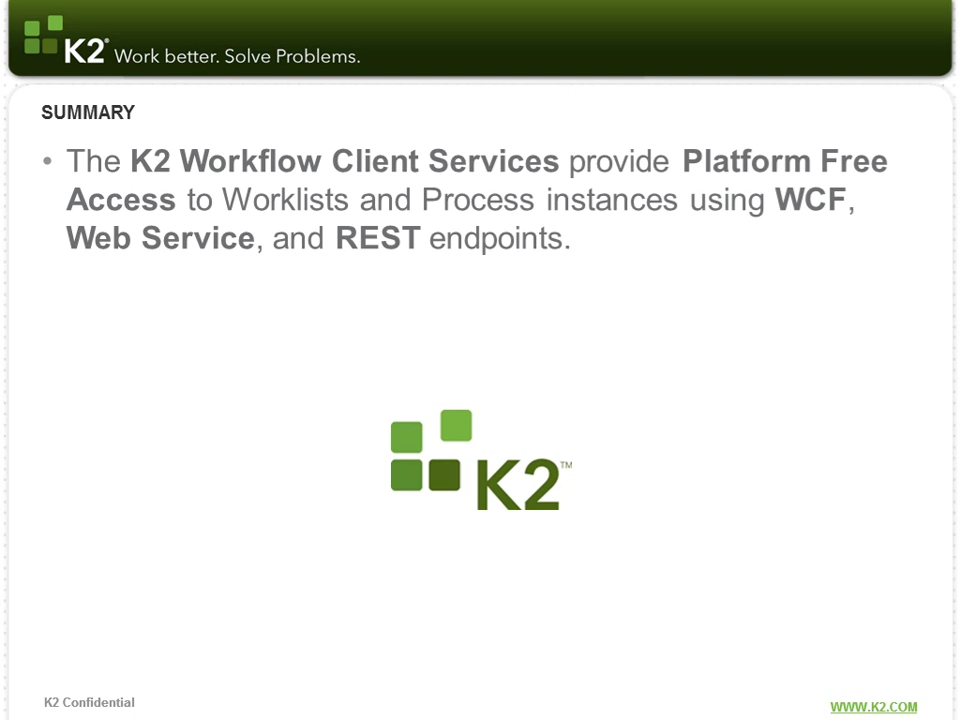 K2® Work better. Solve Problems.
SUMMARY
• The K2 Workflow Client Services provide Platform Free
Access to Worklists and Process instances using WCF,
Web Service, and REST endpoints.
K2™
K2 Confidential
WWW.K2.COM